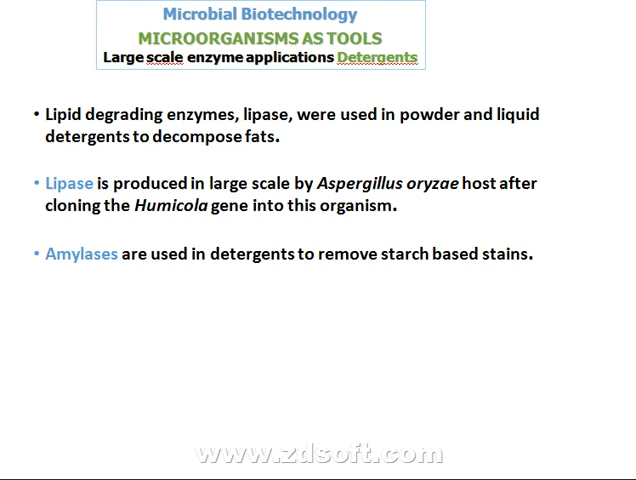 Microbial Biotechnology
MICROORGANISMS AS TOOLS
Large scale enzyme applications Detergents
• Lipid degrading enzymes, lipase, were used in powder and liquid
detergents to decompose fats.
• Lipase is produced in large scale by Aspergillus oryzae host after
cloning the Humicola gene into this organism.
• Amylases are used in detergents to remove starch based stains.
www.zdsoft.com